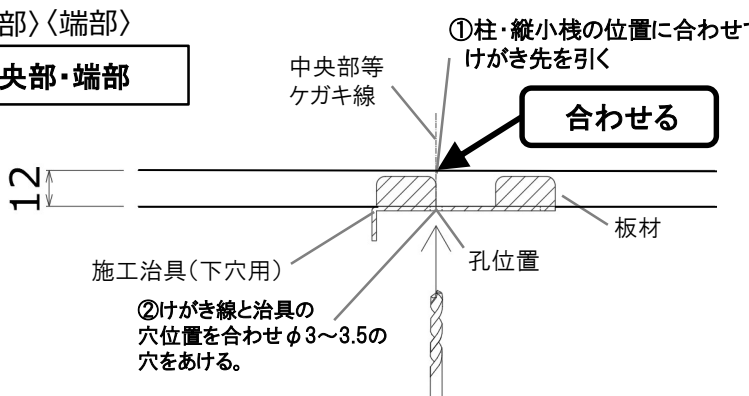 部〉〈端部〉
央部・端部
①柱・縦小桟の位置に合わせて
けがき先を引く
中央部等
ケガキ線
合わせる
12
板材
孔位置
施工治具（下穴用）
②けがき線と治具の
穴位置を合わせφ3〜3.5の
穴をあける。